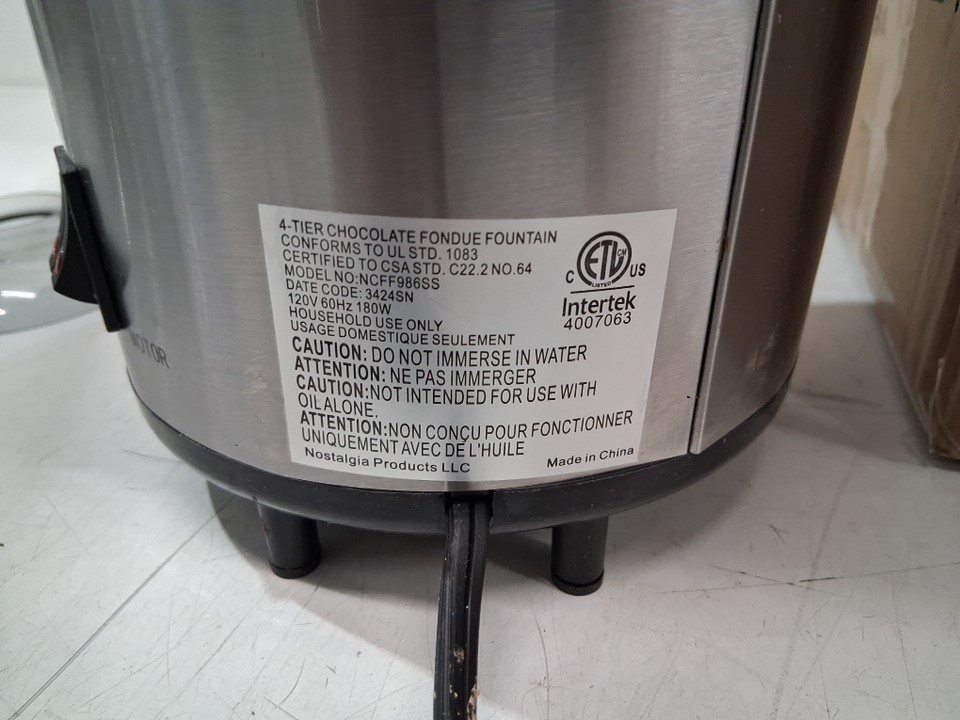 4-TIER CHOCOLATE FONDUE FOUNTAIN
CONFORMS TO UL STD. 1083
CERTIFIED TO CSA STD. C22.2 NO.64
MODEL NO:NCFF986SS
DATE CODE: 3424SN
120V 60Hz 180W
HOUSEHOLD USE ONLY
USAGE DOMESTIQUE SEULEMENT
CAUTION: DO NOT IMMERSE IN WATER
ATTENTION: NE PAS IMMERGER
CAUTION:NOT INTENDED FOR USE WITH
OIL ALONE.
ATTENTION:NON CONÇU POUR FONCTIONNER
UNIQUEMENT AVEC DE L'HUILE
Nostalgia Products LLC
Made in China
C ETL CM US
LISTED
Intertek
4007063
MOTOR